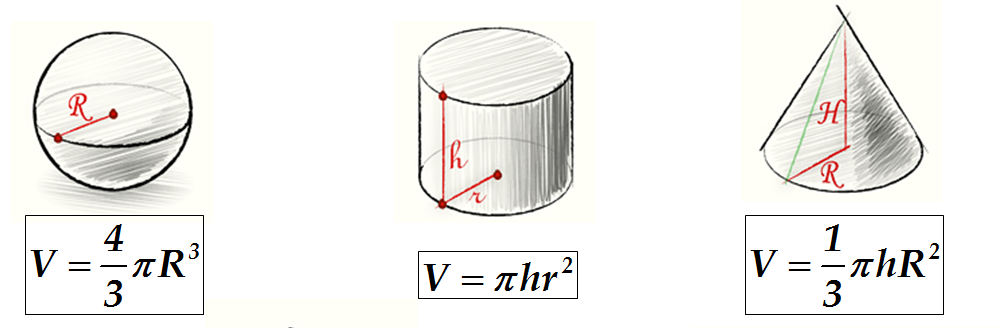 R
V = 4/3 πR³
h
r
V = πhr²
H
R
V = 1/3 πhR²